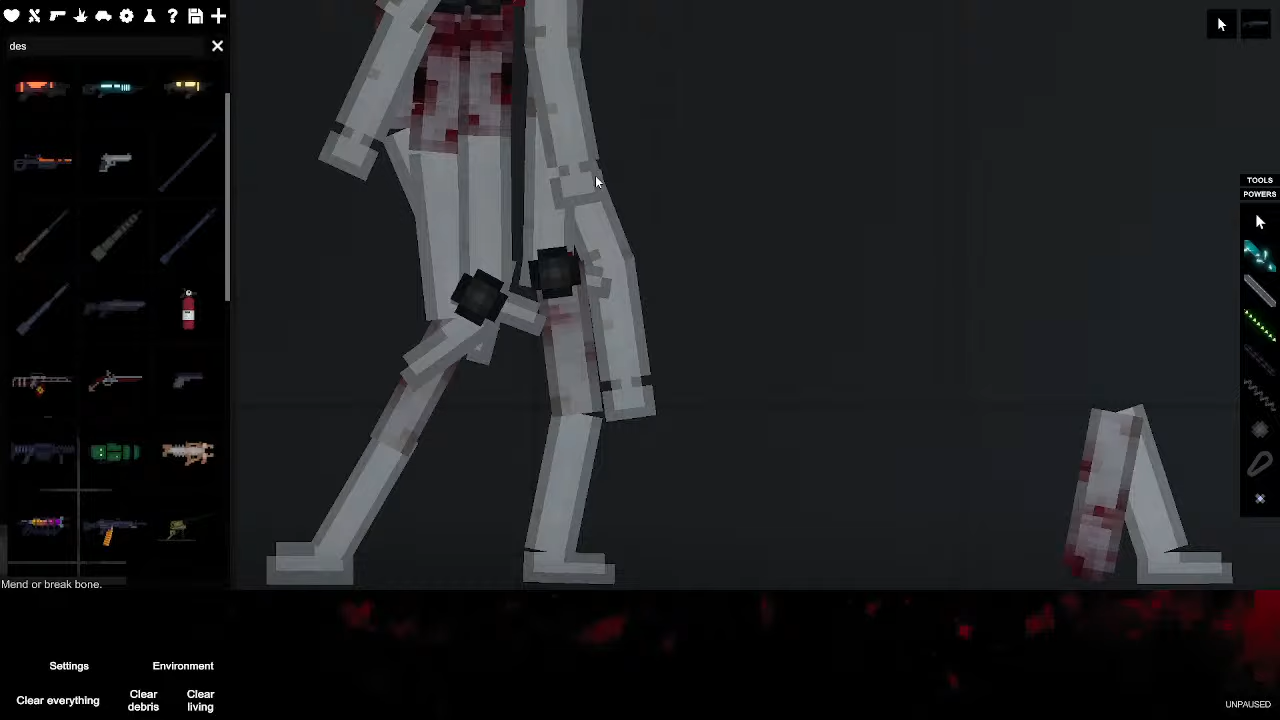 des
TOOLS
POWERS
Mend or break bone.
Settings
Environment
Clear everything
Clear debris
Clear living
UNPAUSED